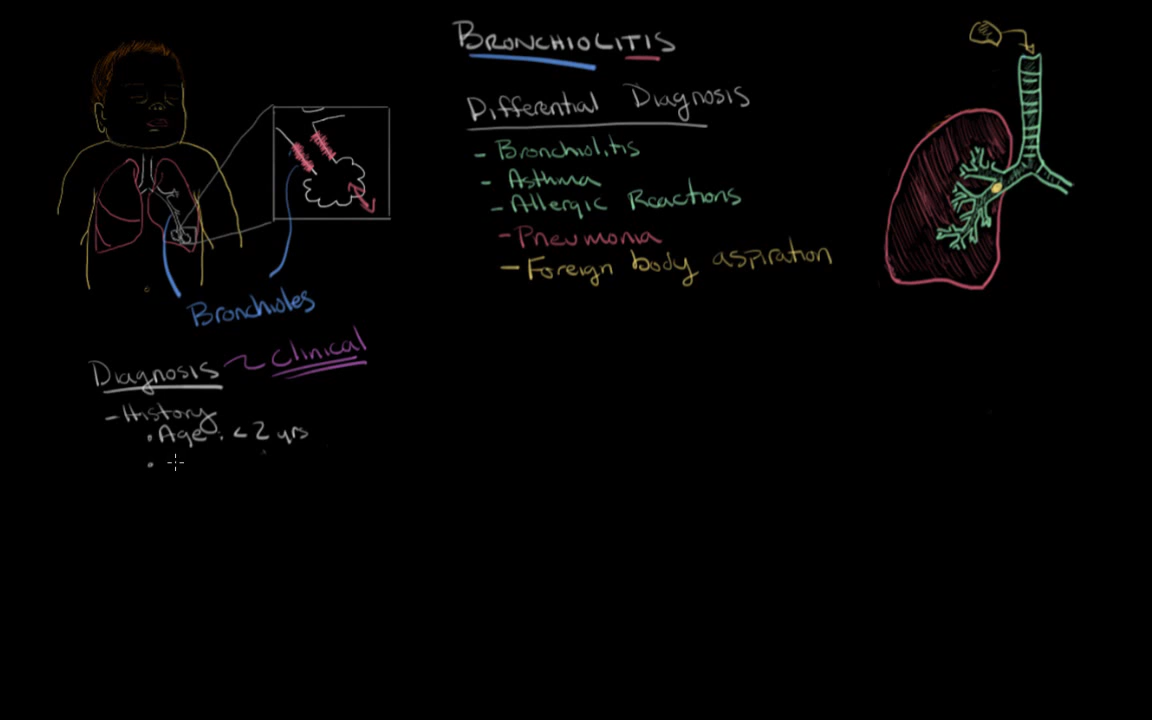 BRONCHIOLITIS
Differential Diagnosis
- Bronchiolitis
- Asthma
- Allergic Reactions
- Pneumonia
- Foreign body aspiration
Bronchioles
Diagnosis ~ Clinical
- History
• Age: < 2 yrs
•